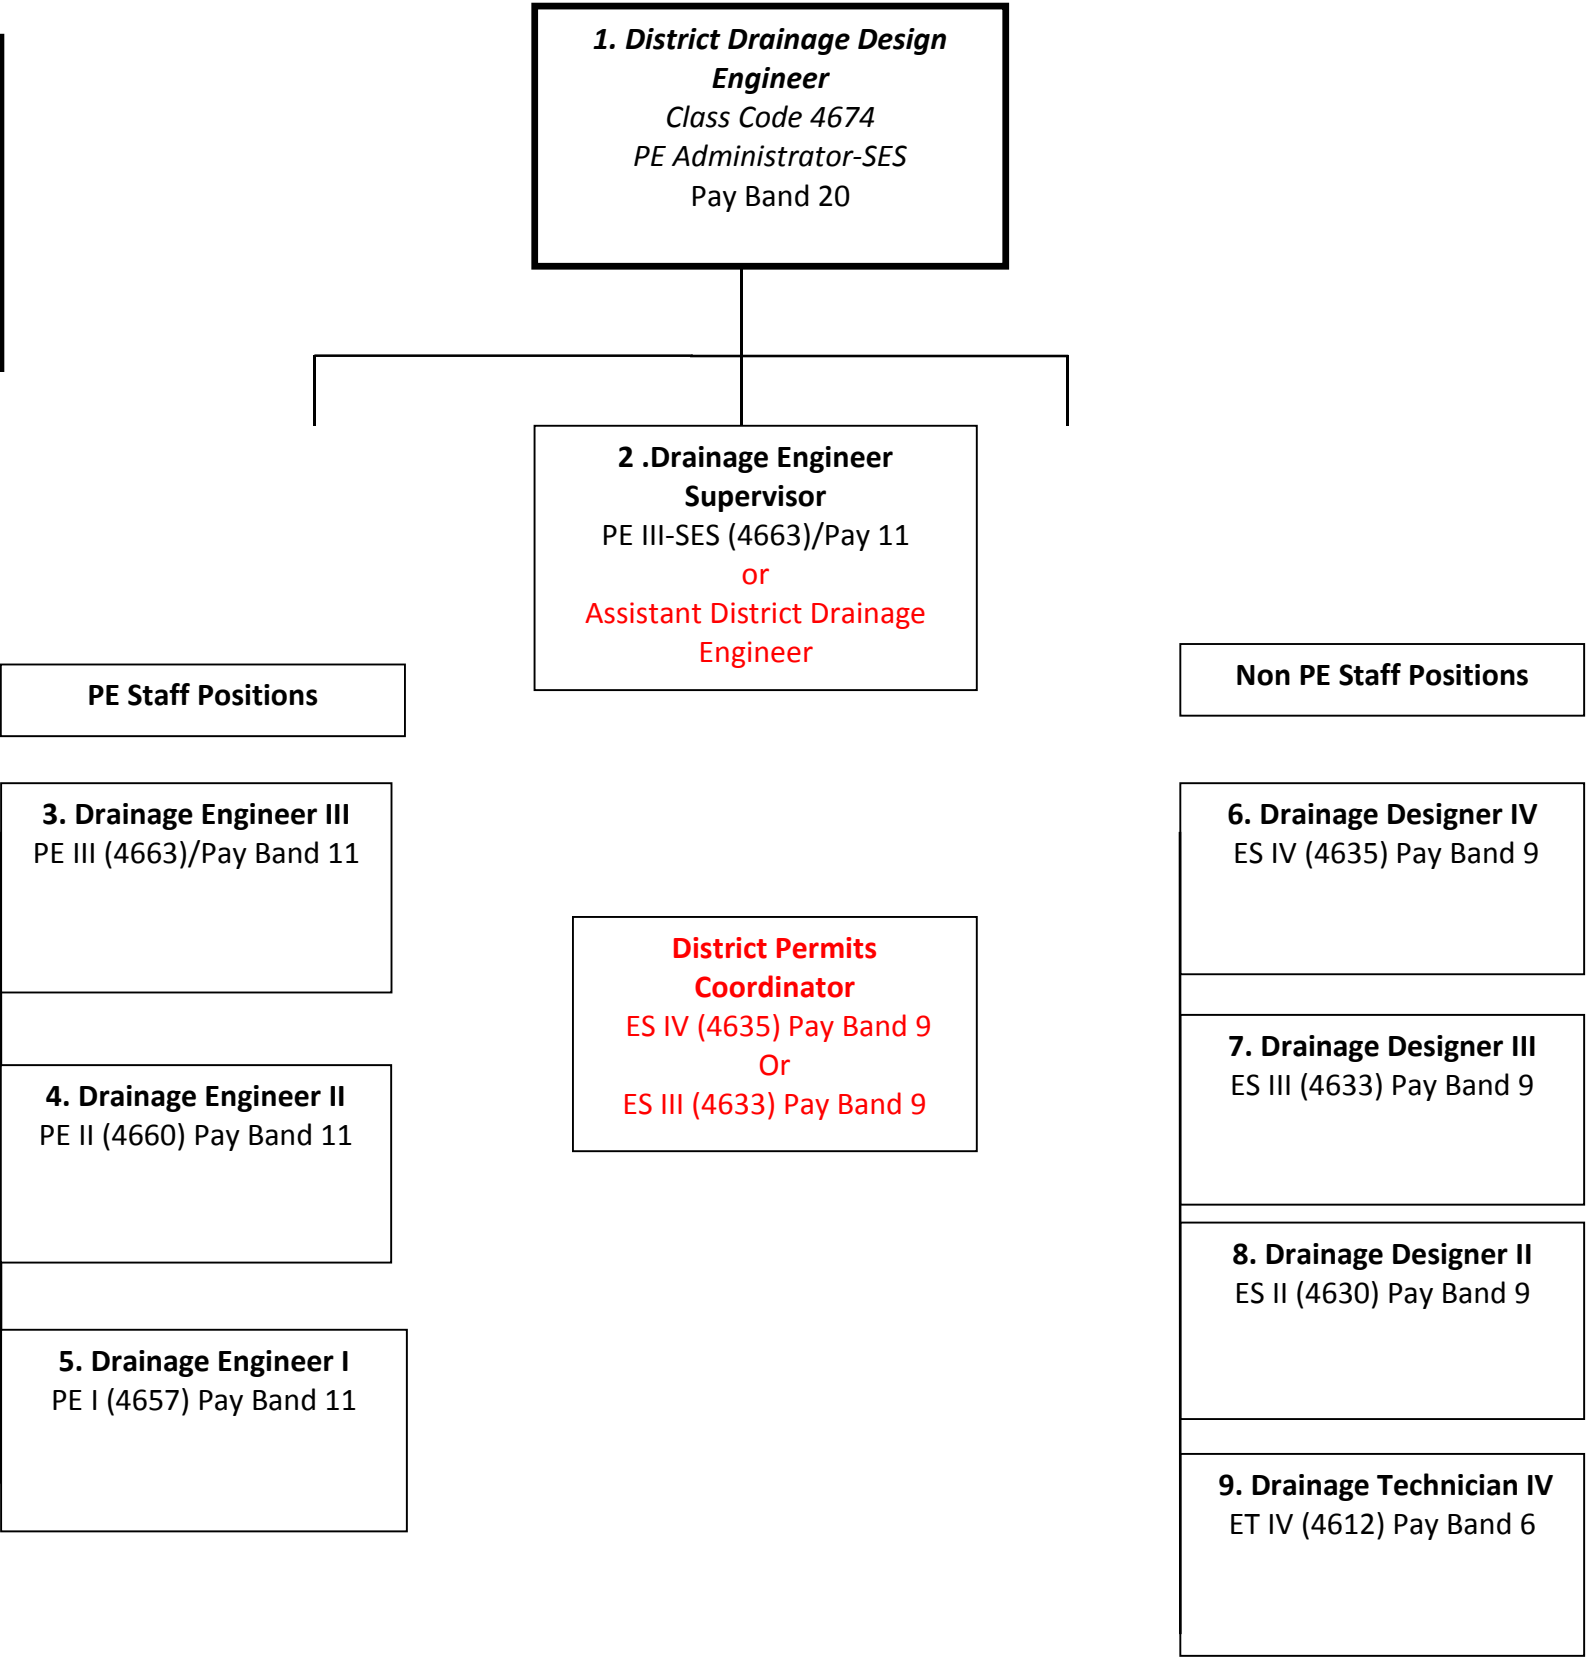 1. District Drainage Design
Engineer
Class Code 4674
PE Administrator-SES
Pay Band 20
2 .Drainage Engineer
Supervisor
PE III-SES (4663)/Pay 11
or
Assistant District Drainage
Engineer
PE Staff Positions
Non PE Staff Positions
3. Drainage Engineer III
PE III (4663)/Pay Band 11
4. Drainage Engineer II
PE II (4660) Pay Band 11
5. Drainage Engineer I
PE I (4657) Pay Band 11
District Permits
Coordinator
ES IV (4635) Pay Band 9
Or
ES III (4633) Pay Band 9
6. Drainage Designer IV
ES IV (4635) Pay Band 9
7. Drainage Designer III
ES III (4633) Pay Band 9
8. Drainage Designer II
ES II (4630) Pay Band 9
9. Drainage Technician IV
ET IV (4612) Pay Band 6